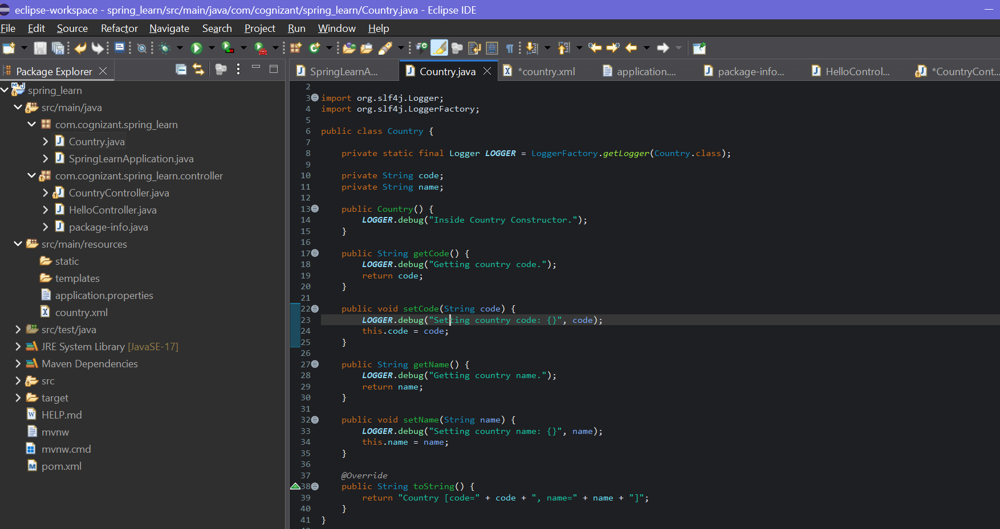 eclipse-workspace - spring_learn/src/main/java/com/cognizant/spring_learn/Country.java - Eclipse IDE
File Edit Source Refactor Navigate Search Project Run Window Help
Package Explorer
spring_learn
src/main/java
com.cognizant.spring_learn
Country.java
SpringLearnApplication.java
com.cognizant.spring_learn.controller
CountryController.java
HelloController.java
package-info.java
src/main/resources
static
templates
application.properties
country.xml
src/test/java
JRE System Library [JavaSE-17]
Maven Dependencies
src
target
HELP.md
mvnw
mvnw.cmd
pom.xml
SpringLearnA... Country.java *country.xml application.... package-info... HelloControl... *CountryCont...
2
3 import org.slf4j.Logger;
4 import org.slf4j.LoggerFactory;
5
6 public class Country {
7
8     private static final Logger LOGGER = LoggerFactory.getLogger(Country.class);
9
10     private String code;
11     private String name;
12
13     public Country() {
14         LOGGER.debug("Inside Country Constructor.");
15     }
16
17     public String getCode() {
18         LOGGER.debug("Getting country code.");
19         return code;
20     }
21
22     public void setCode(String code) {
23         LOGGER.debug("Setting country code: {}", code);
24         this.code = code;
25     }
26
27     public String getName() {
28         LOGGER.debug("Getting country name.");
29         return name;
30     }
31
32     public void setName(String name) {
33         LOGGER.debug("Setting country name: {}", name);
34         this.name = name;
35     }
36
37     @Override
38     public String toString() {
39         return "Country [code=" + code + ", name=" + name + "]";
40     }
41 }